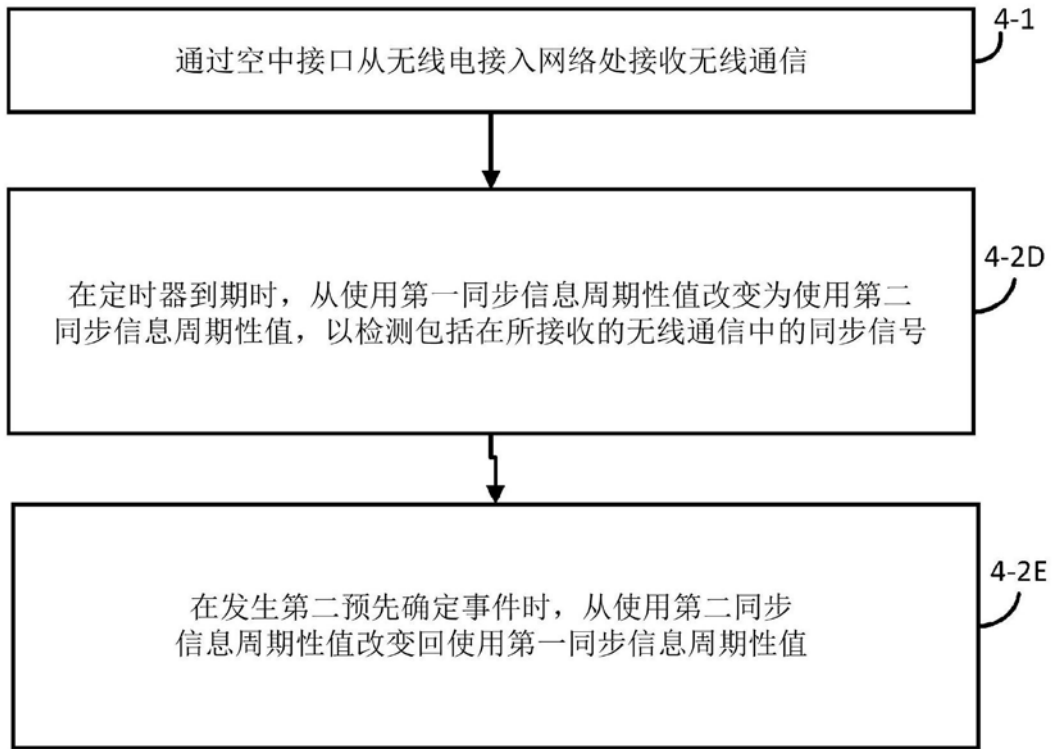 4-1
通过空中接口从无线电接入网络处接收无线通信
4-2D
在定时器到期时，从使用第一同步信息周期性值改变为使用第二
同步信息周期性值，以检测包括在所接收的无线通信中的同步信号
4-2E
在发生第二预先确定事件时，从使用第二同步
信息周期性值改变回使用第一同步信息周期性值